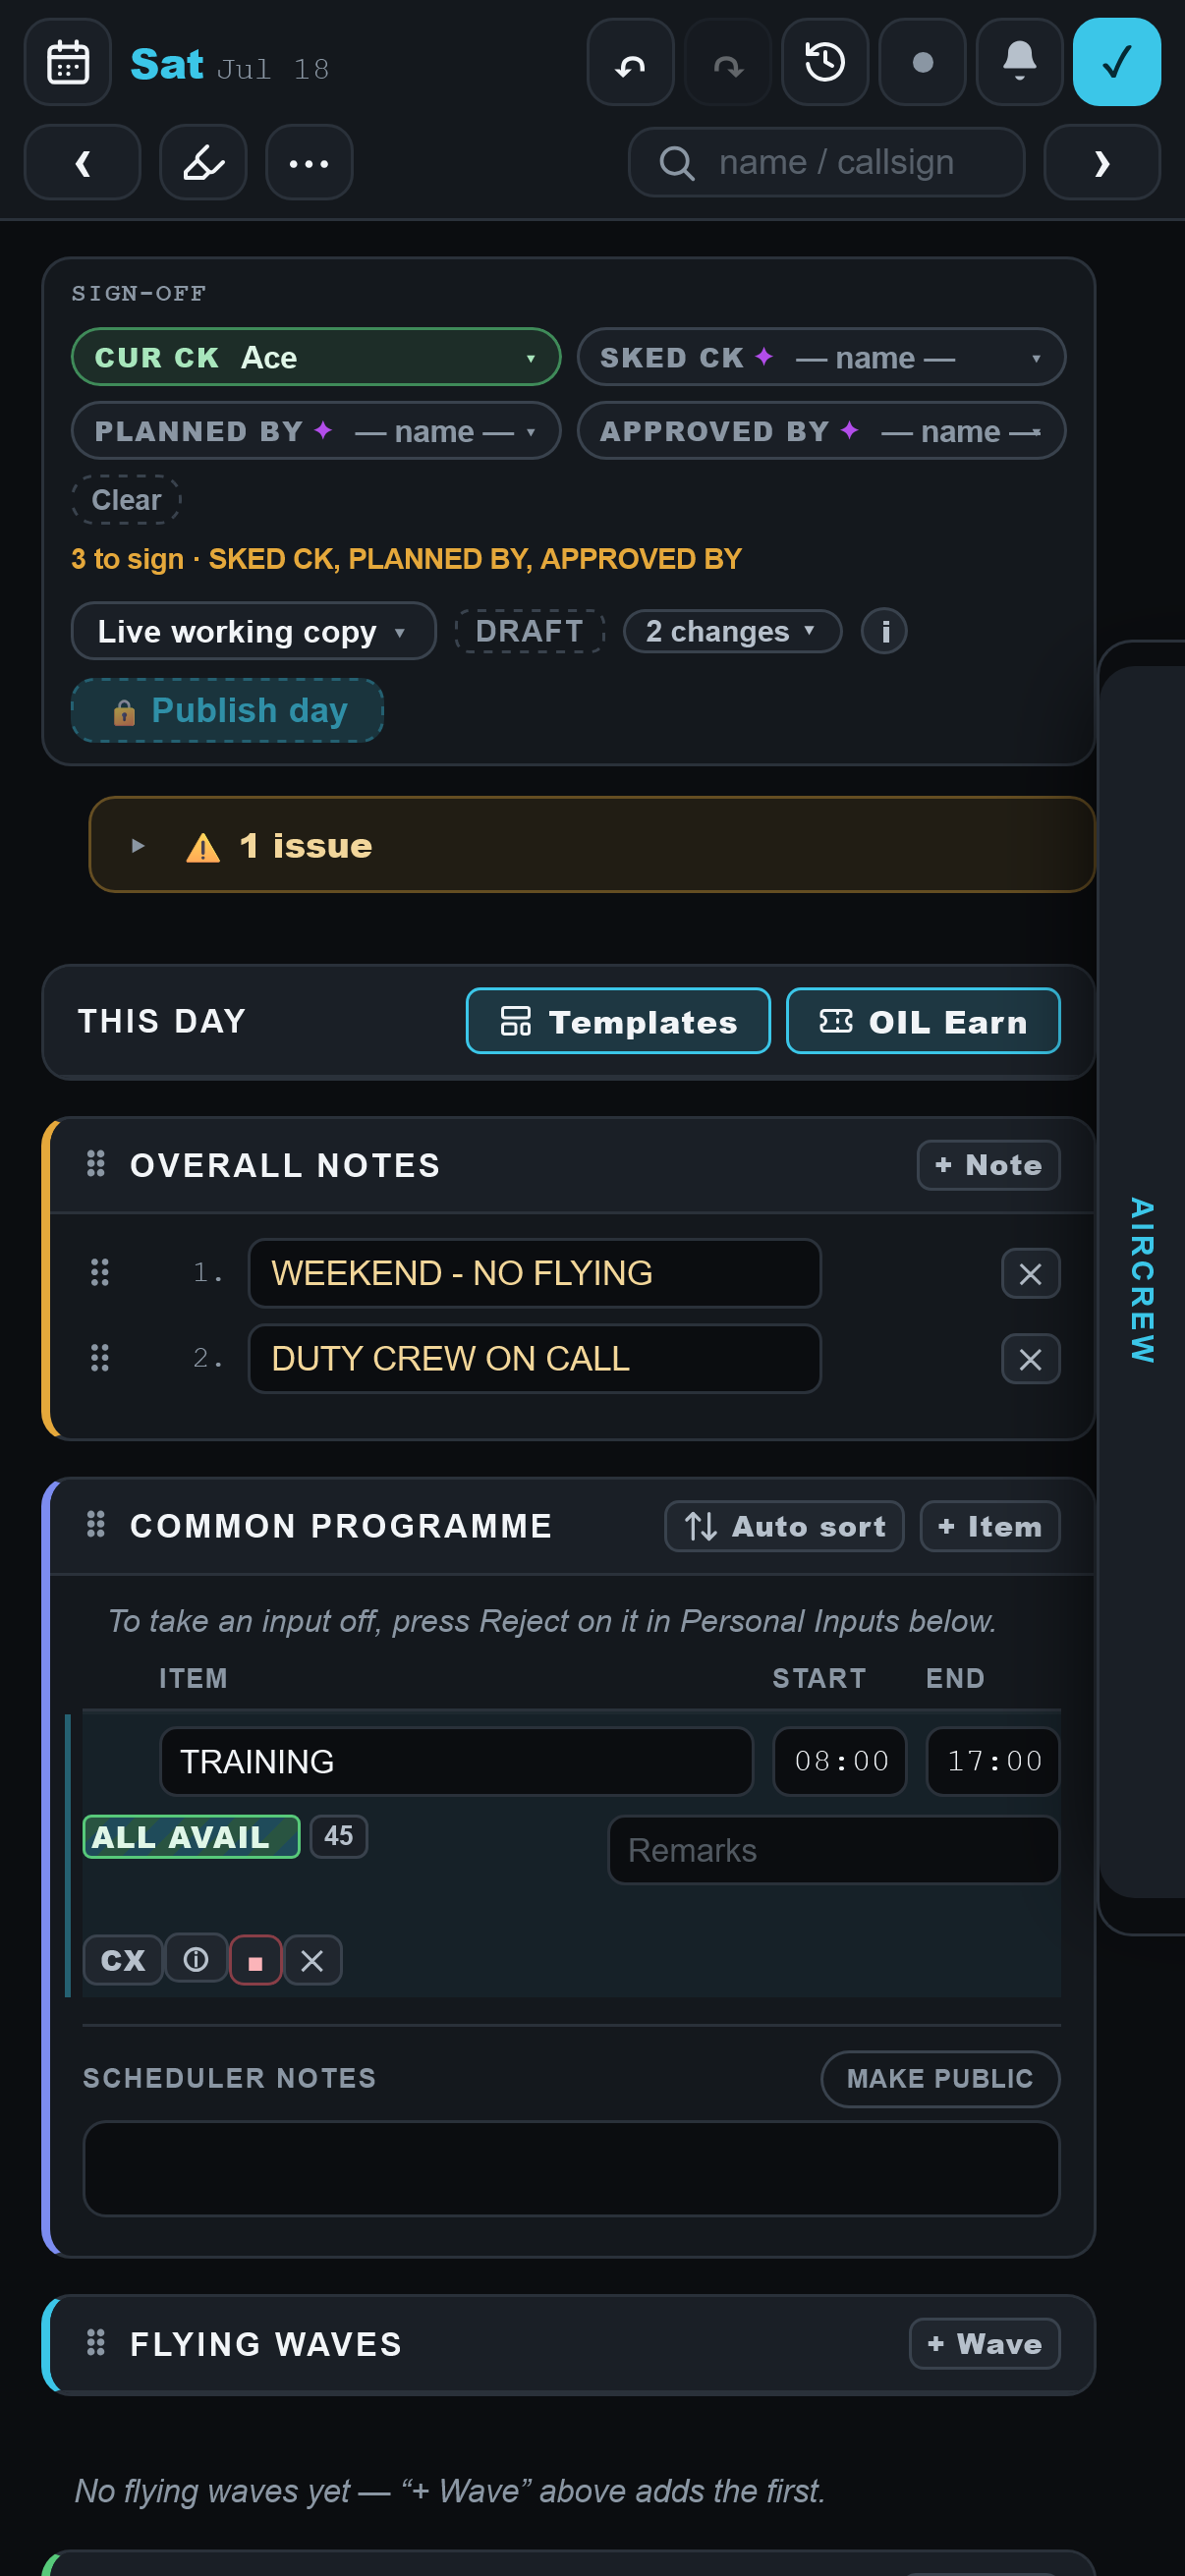 Sat Jul 18
name / callsign
SIGN-OFF
CUR CK Ace
SKED CK — name —
PLANNED BY — name —
APPROVED BY — name —
Clear
3 to sign · SKED CK, PLANNED BY, APPROVED BY
Live working copy DRAFT 2 changes i
Publish day
1 issue
THIS DAY Templates OIL Earn
AIRCREW
OVERALL NOTES + Note
1. WEEKEND - NO FLYING
2. DUTY CREW ON CALL
COMMON PROGRAMME Auto sort + Item
To take an input off, press Reject on it in Personal Inputs below.
ITEM START END
TRAINING 08:00 17:00
ALL AVAIL 45 Remarks
CX
SCHEDULER NOTES MAKE PUBLIC
FLYING WAVES + Wave
No flying waves yet — “+ Wave” above adds the first.